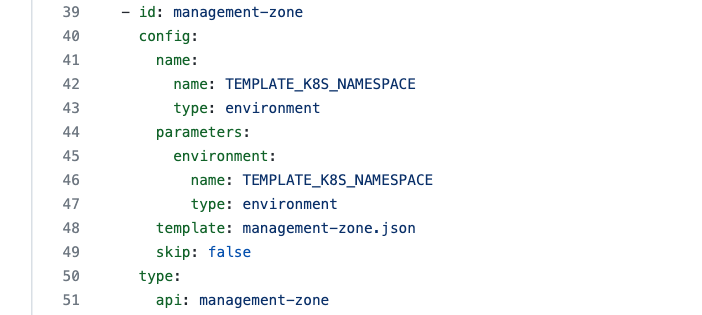 39 - id: management-zone
40 config:
41 name:
42 name: TEMPLATE_K8S_NAMESPACE
43 type: environment
44 parameters:
45 environment:
46 name: TEMPLATE_K8S_NAMESPACE
47 type: environment
48 template: management-zone.json
49 skip: false
50 type:
51 api: management-zone